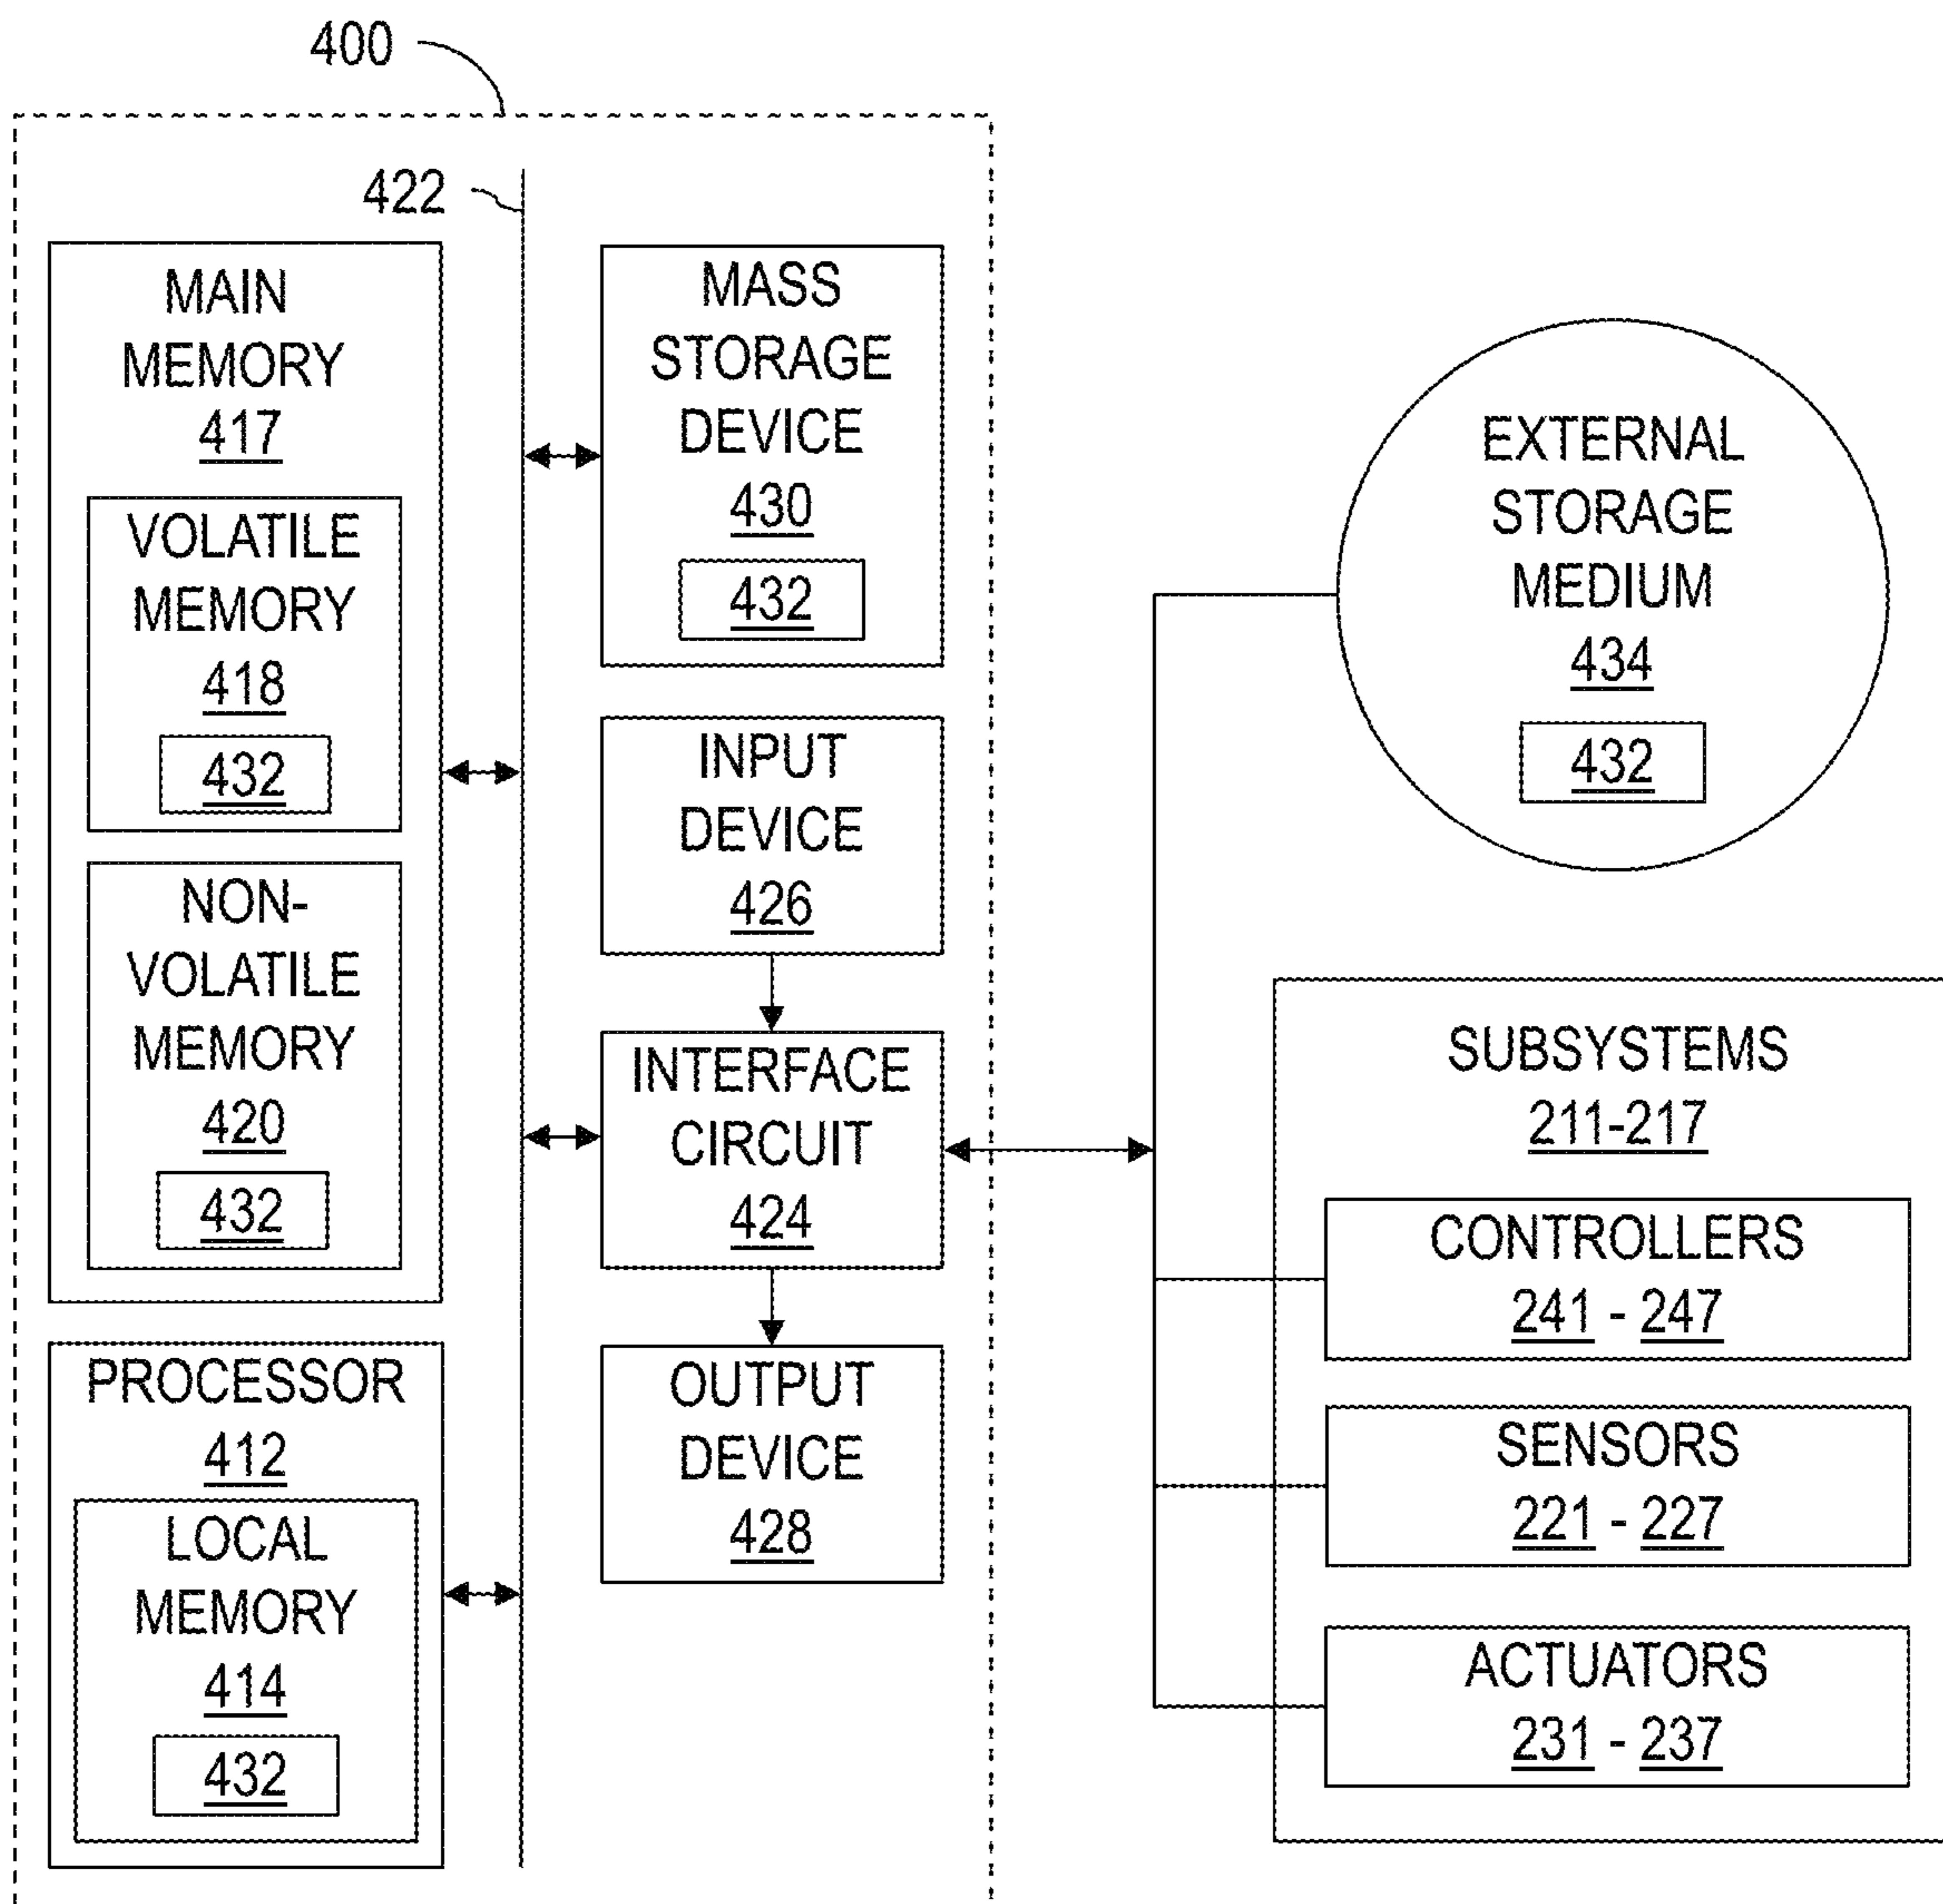 400
422
MAIN
MEMORY
417
VOLATILE
MEMORY
418
432
NON-
VOLATILE
MEMORY
420
432
PROCESSOR
412
LOCAL
MEMORY
414
432
MASS
STORAGE
DEVICE
430
432
INPUT
DEVICE
426
INTERFACE
CIRCUIT
424
OUTPUT
DEVICE
428
EXTERNAL
STORAGE
MEDIUM
434
432
SUBSYSTEMS
211-217
CONTROLLERS
241 - 247
SENSORS
221 - 227
ACTUATORS
231 - 237